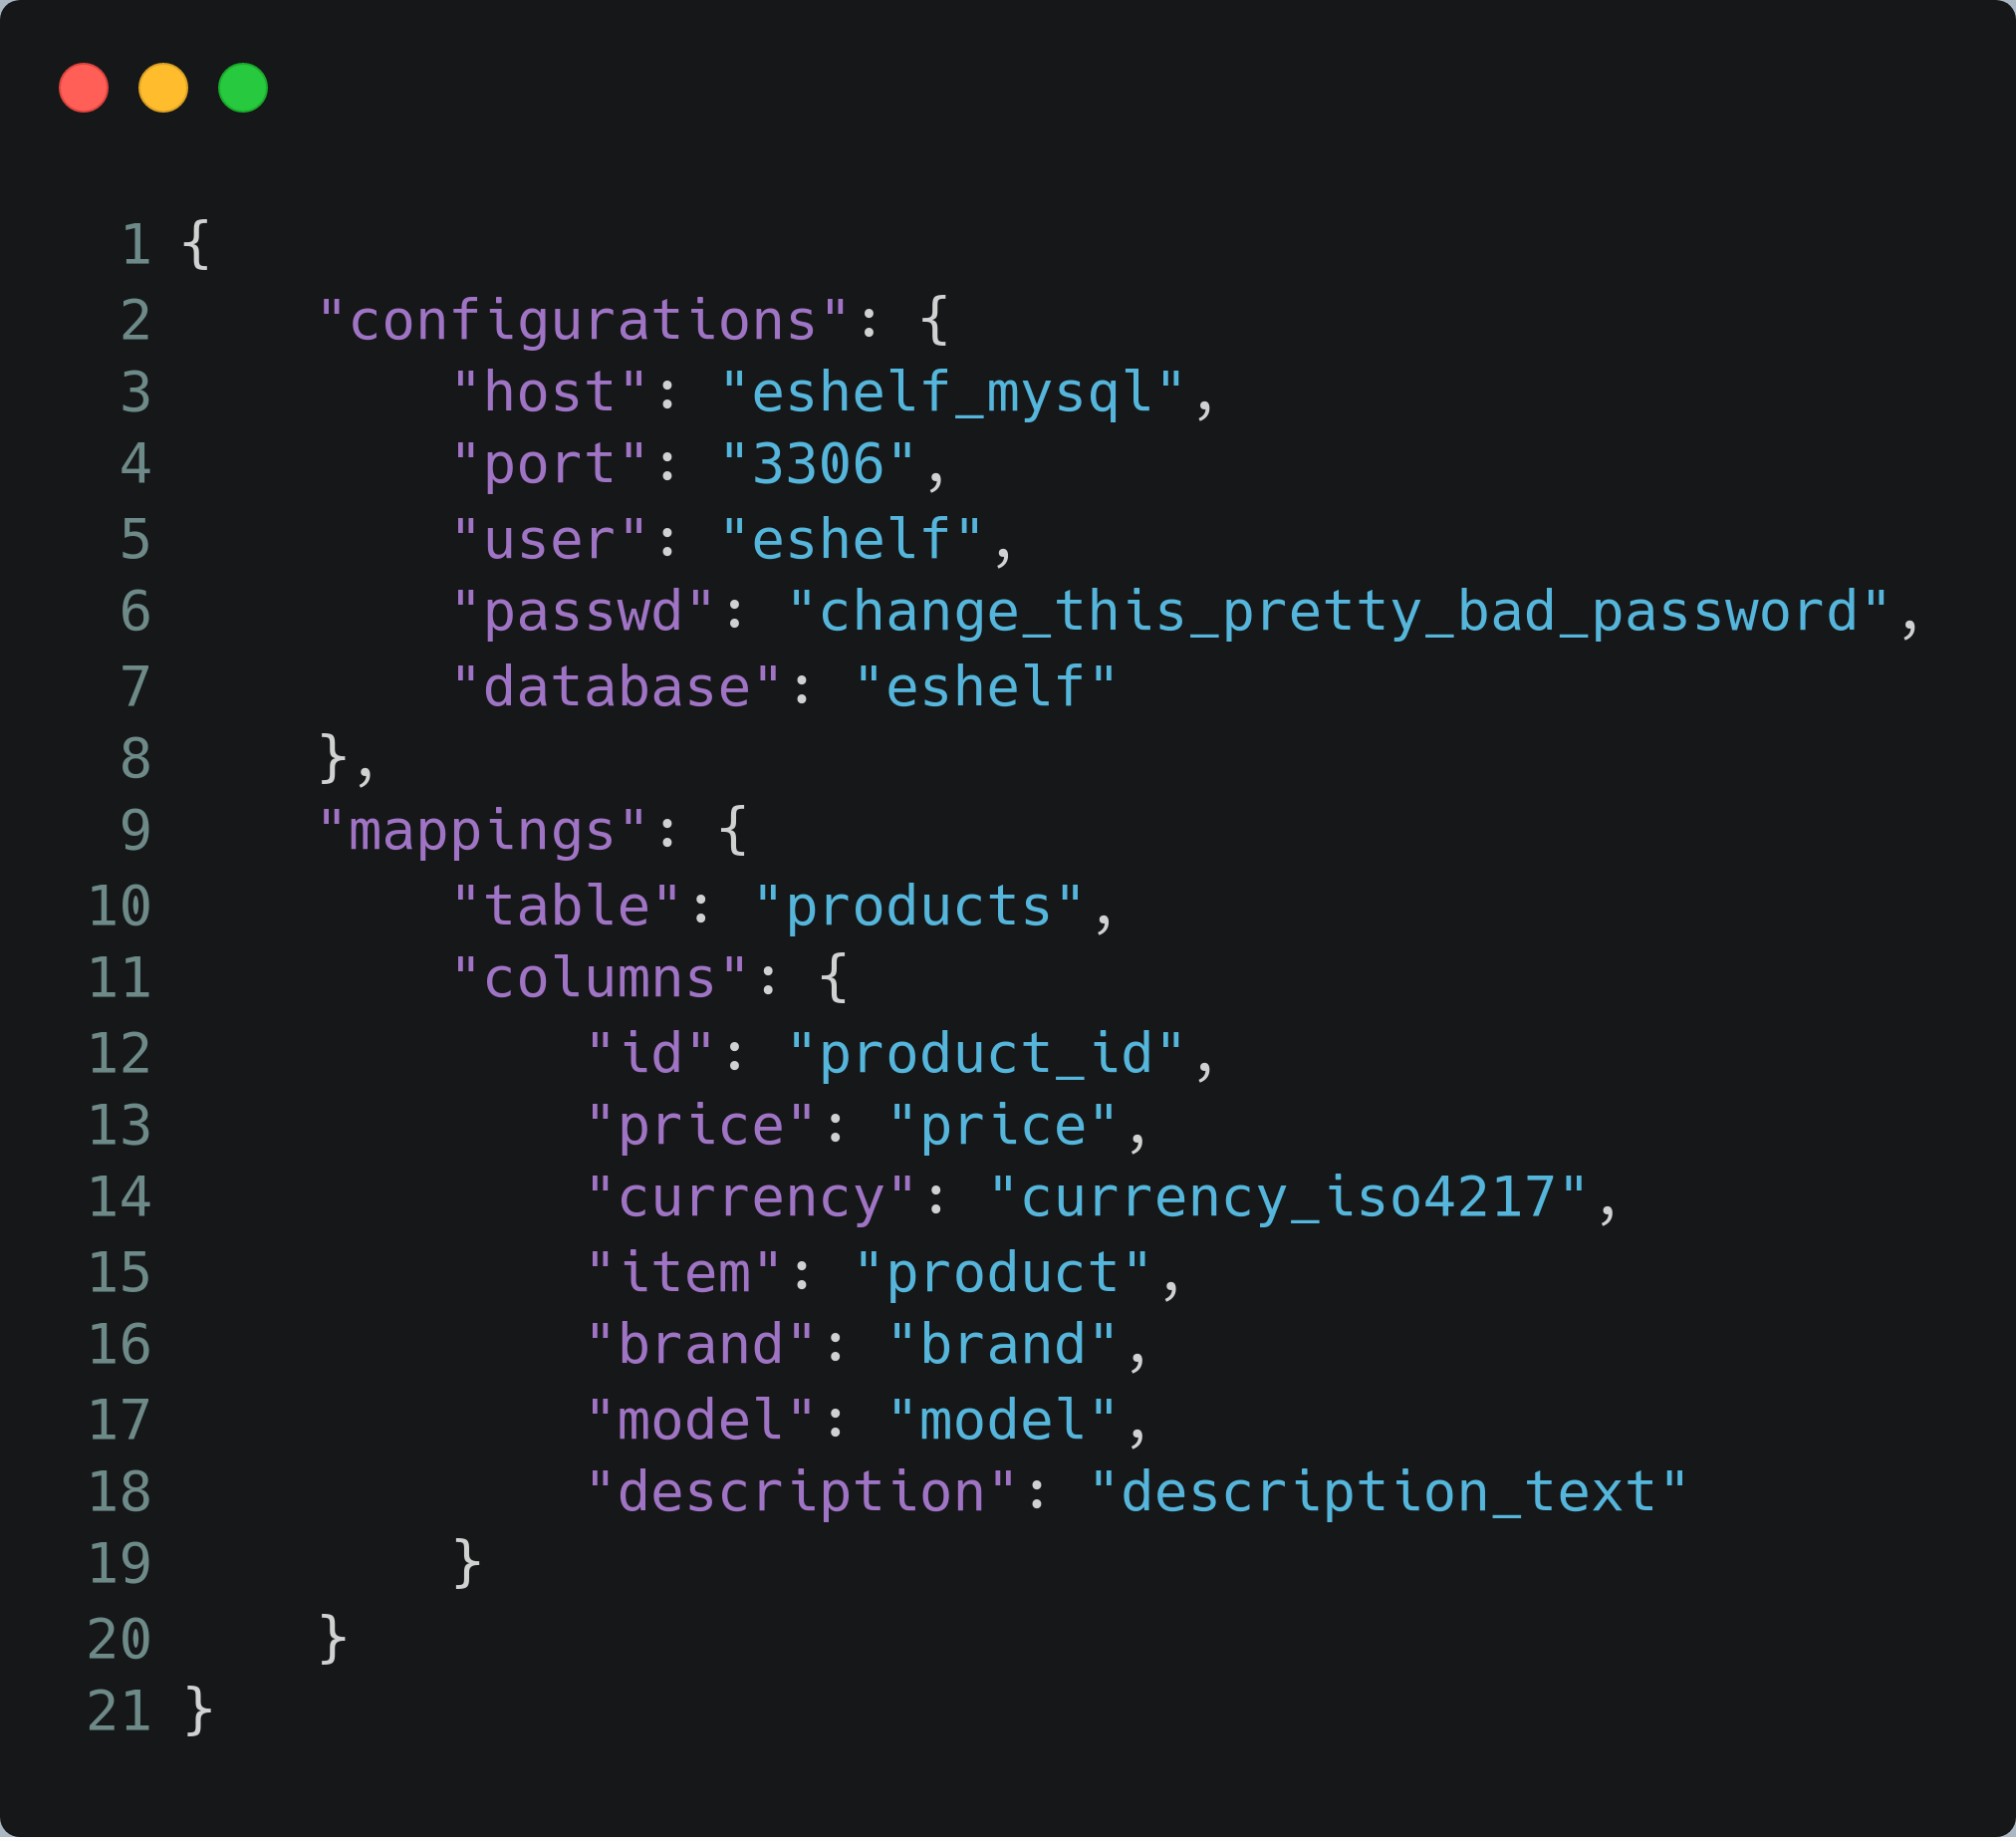 1 {
2     "configurations": {
3         "host": "eshelf_mysql",
4         "port": "3306",
5         "user": "eshelf",
6         "passwd": "change_this_pretty_bad_password",
7         "database": "eshelf"
8     },
9     "mappings": {
10         "table": "products",
11         "columns": {
12             "id": "product_id",
13             "price": "price",
14             "currency": "currency_iso4217",
15             "item": "product",
16             "brand": "brand",
17             "model": "model",
18             "description": "description_text"
19         }
20     }
21 }